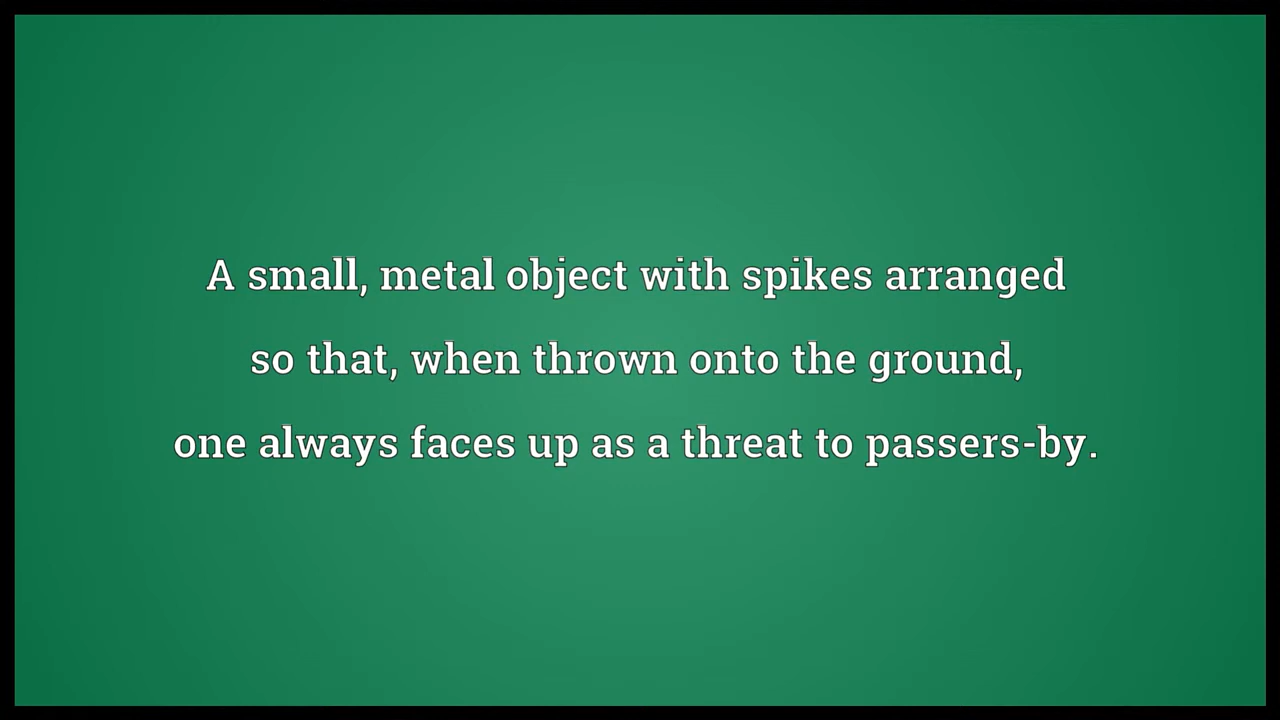 A small, metal object with spikes arranged
so that, when thrown onto the ground,
one always faces up as a threat to passers-by.